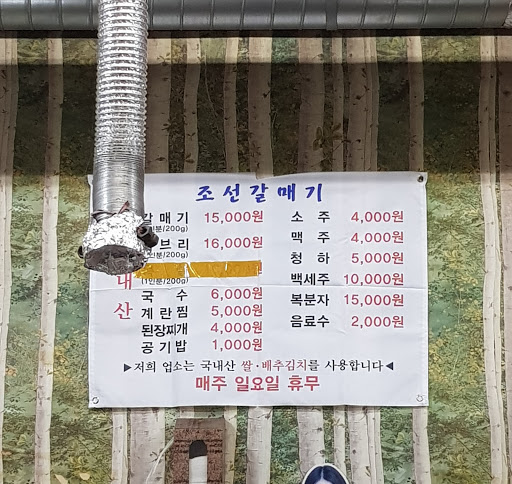 조선갈매기
갈매기 15,000원
분/200g)
브리 16,000원
(1인분/200g)
(1인분/200g)
내
산
국수 6,000원
계란찜 5,000원
된장찌개 4,000원
공기밥 1,000원
소주 4,000원
맥주 4,000원
청하 5,000원
백세주 10,000원
복분자 15,000원
음료수 2,000원
▶저희 업소는 국내산 쌀·배추김치를 사용합니다◀
매주 일요일 휴무